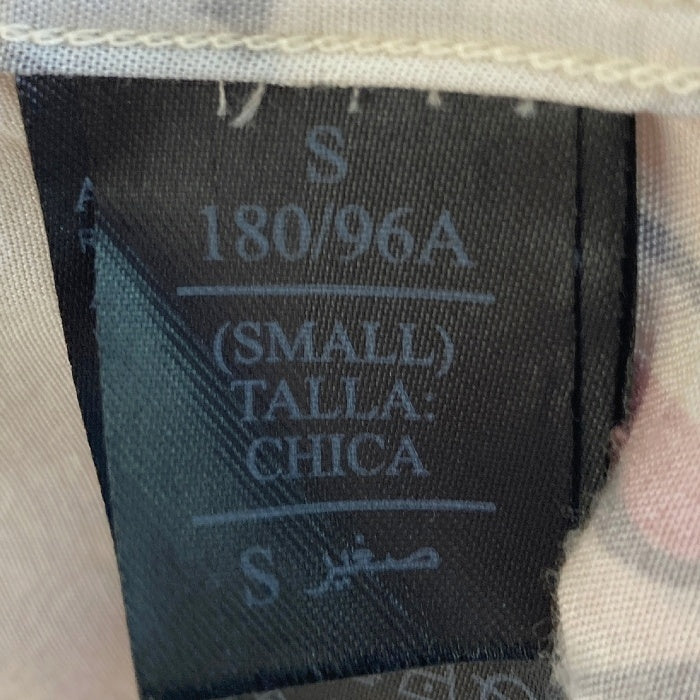 S
180/96A
(SMALL)
TALLA:
CHICA
S صغير